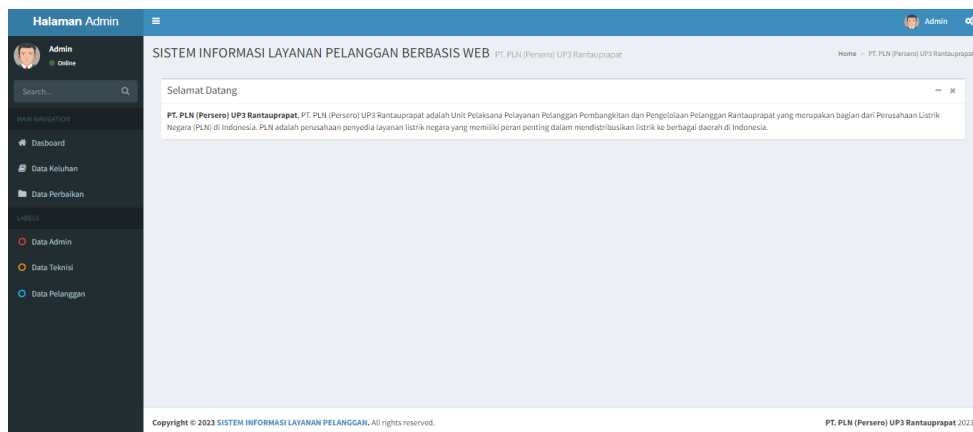 Halaman Admin
Admin
Admin
Online
SISTEM INFORMASI LAYANAN PELANGGAN BERBASIS WEB PT. PLN (Persero) UP3 Rantauprapat
Home > PT. PLN (Persero) UP3 Rantauprapat
Search...
Selamat Datang
PT. PLN (Persero) UP3 Rantauprapat, PT. PLN (Persero) UP3 Rantauprapat adalah Unit Pelaksana Pelayanan Pelanggan Pembangkitan dan Pengelolaan Pelanggan Rantauprapat yang merupakan bagian dari Perusahaan Listrik
Negara (PLN) di Indonesia. PLN adalah perusahaan penyedia layanan listrik negara yang memiliki peran penting dalam mendistribusikan listrik ke berbagai daerah di Indonesia.
MAIN NAVIGATION
Dasboard
Data Keluhan
Data Perbaikan
LABELS
Data Admin
Data Teknisi
Data Pelanggan
Copyright © 2023 SISTEM INFORMASI LAYANAN PELANGGAN. All rights reserved.
PT. PLN (Persero) UP3 Rantauprapat 2023